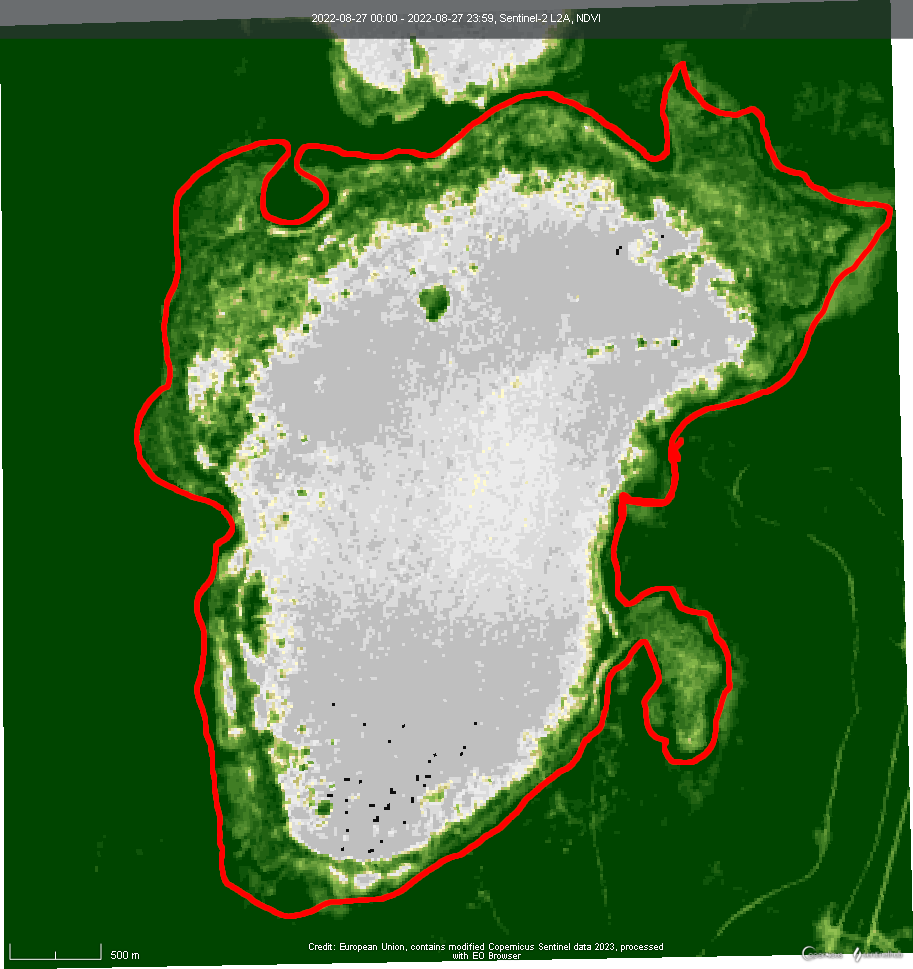 2022-08-27 00:00 - 2022-08-27 23:59, Sentinel-2 L2A, NDVI
500 m
Credit: European Union, contains modified Copernicus Sentinel data 2023, processed
with EO Browser